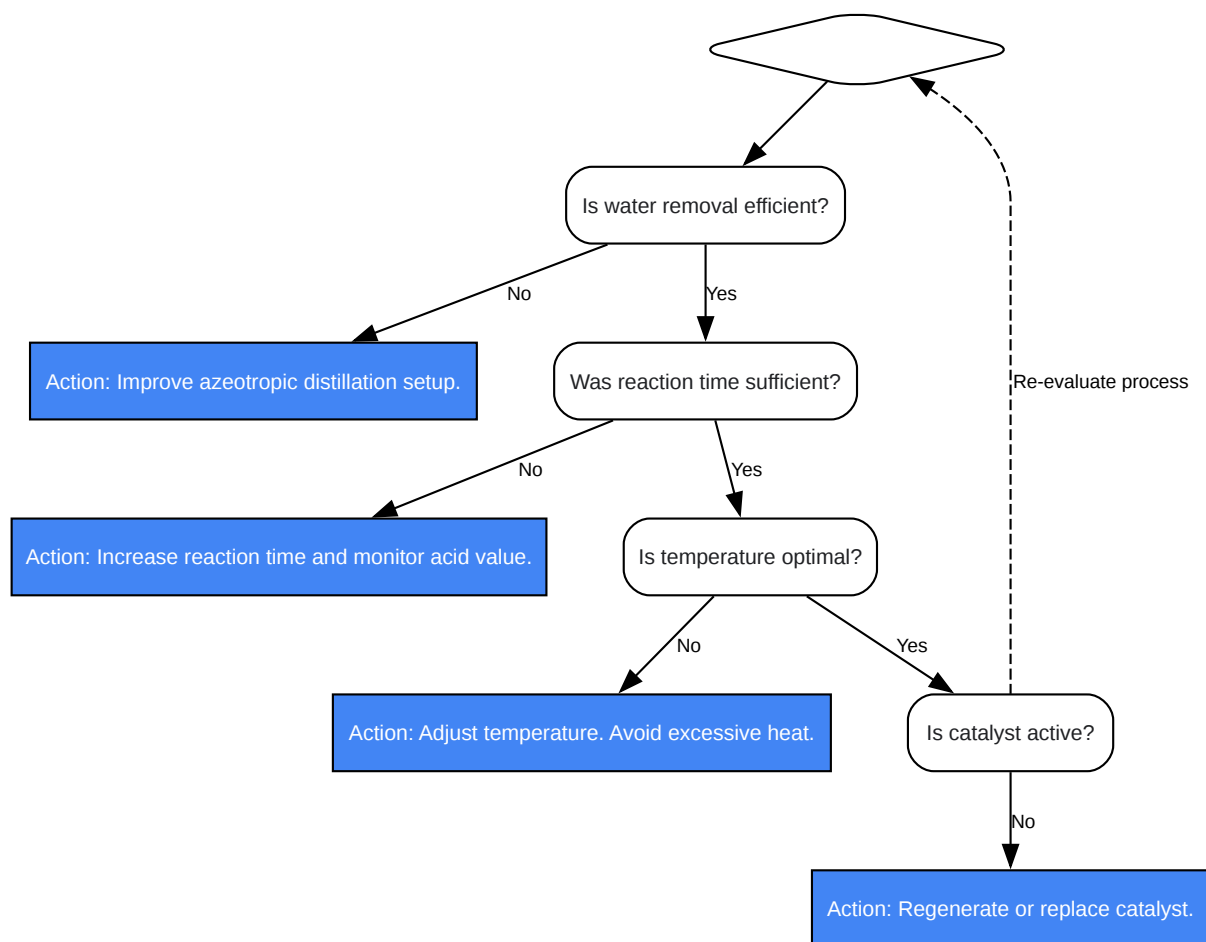 Is water removal efficient?
No
Yes
Action: Improve azeotropic distillation setup.
Was reaction time sufficient?
Re-evaluate process
No
Yes
Action: Increase reaction time and monitor acid value.
Is temperature optimal?
No
Yes
Action: Adjust temperature. Avoid excessive heat.
Is catalyst active?
No
Action: Regenerate or replace catalyst.